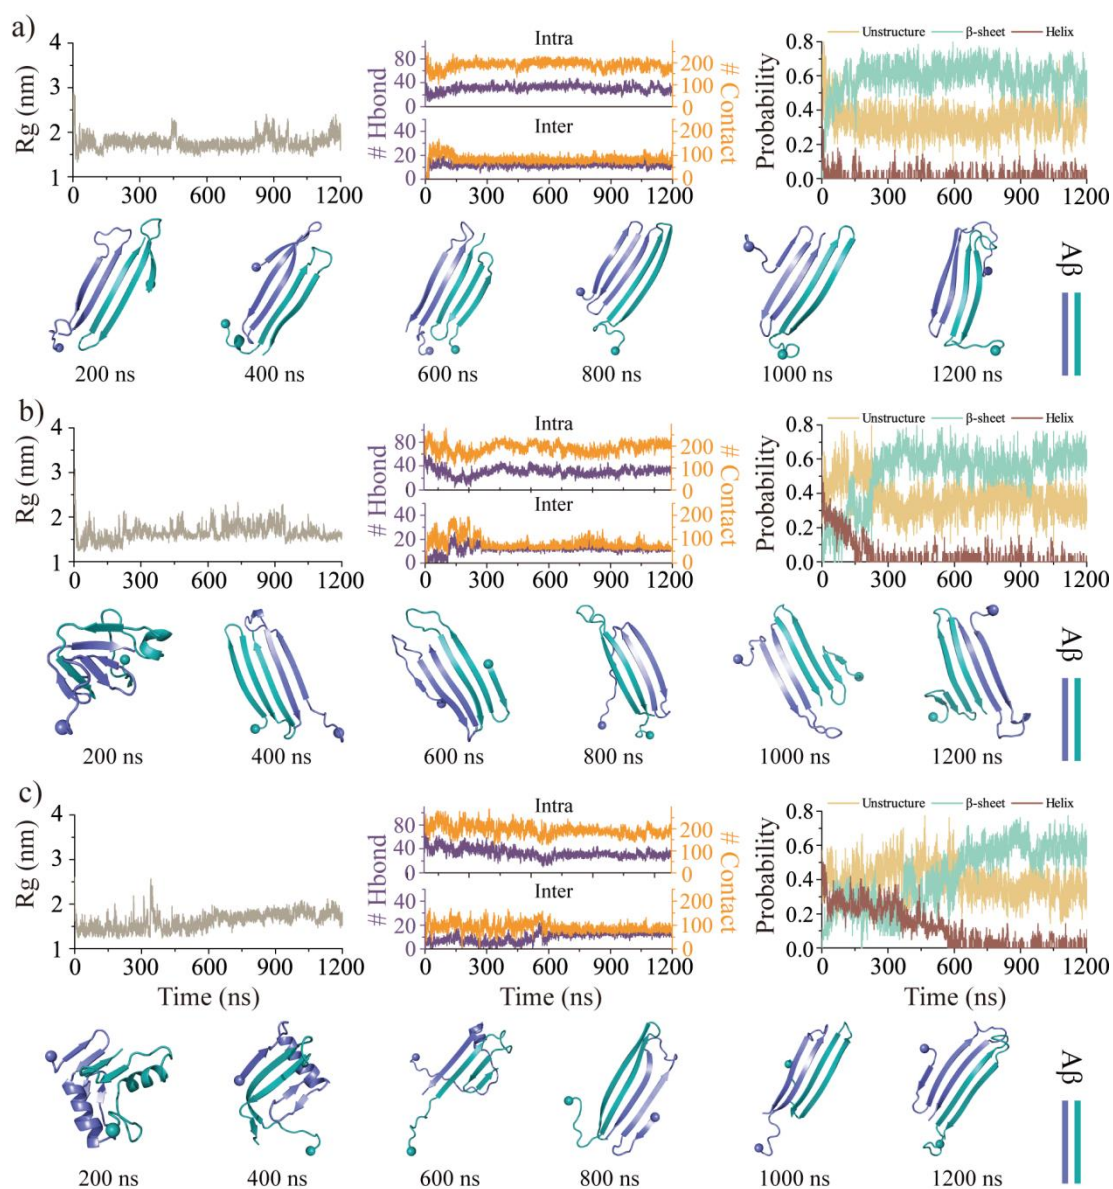 a)
4
3
2
1
Rg (nm)
0 300 600 900 1200
Intra
80
40
0
200
100
0
Inter
40
20
0
200
100
0
# Hbond
# Contact
0 300 600 900 1200
Unstructure β-sheet Helix
0.8
0.6
0.4
0.2
0.0
Probability
0 300 600 900 1200
Aβ
200 ns 400 ns 600 ns 800 ns 1000 ns 1200 ns
b)
4
3
2
1
Rg (nm)
0 300 600 900 1200
Intra
80
40
0
200
100
0
Inter
40
20
0
200
100
0
# Hbond
# Contact
0 300 600 900 1200
Unstructure β-sheet Helix
0.8
0.6
0.4
0.2
0.0
Probability
0 300 600 900 1200
Aβ
200 ns 400 ns 600 ns 800 ns 1000 ns 1200 ns
c)
4
3
2
1
Rg (nm)
0 300 600 900 1200
Time (ns)
Intra
80
40
0
200
100
0
Inter
40
20
0
200
100
0
# Hbond
# Contact
0 300 600 900 1200
Time (ns)
Unstructure β-sheet Helix
0.8
0.6
0.4
0.2
0.0
Probability
0 300 600 900 1200
Time (ns)
Aβ
200 ns 400 ns 600 ns 800 ns 1000 ns 1200 ns